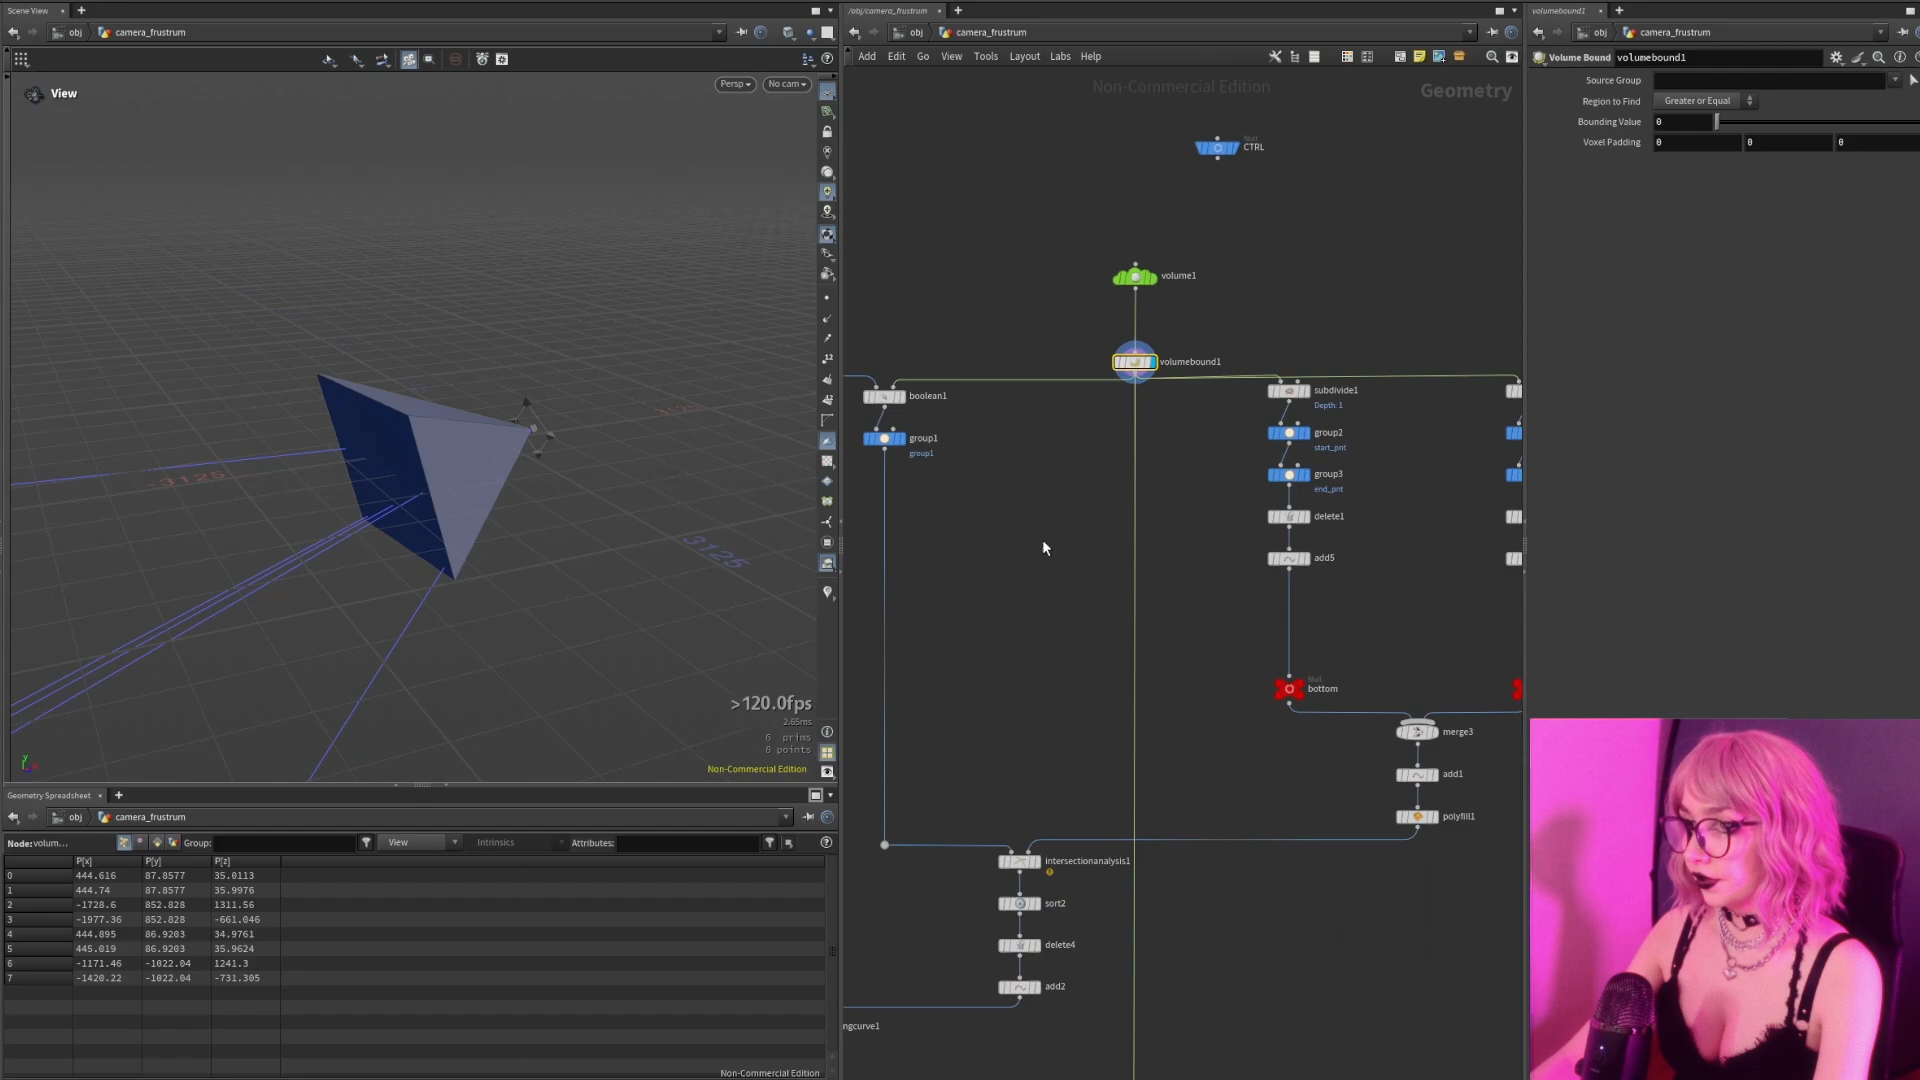 Scene View
obj
camera_frustrum
View
Persp
No cam
-3125
3125
3125
>120.0fps
2.65ms
6 prims
8 points
Non-Commercial Edition
Geometry Spreadsheet
obj
camera_frustrum
Node: volum...
Group:
View
Intrinsics
Attributes:
P[x] P[y] P[z]
0 444.616 87.8577 35.0113
1 444.74 87.8577 35.9976
2 -1728.6 852.828 1311.56
3 -1977.36 852.828 -661.046
4 444.895 86.9203 34.9761
5 445.019 86.9203 35.9624
6 -1171.46 -1022.04 1241.3
7 -1420.22 -1022.04 -731.305
Non-Commercial Edition
/obj/camera_frustrum
obj
camera_frustrum
Add Edit Go View Tools Layout Labs Help
Non-Commercial Edition
Geometry
Null
CTRL
volume1
volumebound1
boolean1
group1
group1
subdivide1
Depth: 1
group2
start_pnt
group3
end_pnt
delete1
add5
Null
bottom
merge3
add1
polyfill1
intersectionanalysis1
sort2
delete4
add2
ngcurve1
volumebound1
obj
camera_frustrum
Volume Bound volumebound1
Source Group
Region to Find Greater or Equal
Bounding Value 0
Voxel Padding 0 0 0